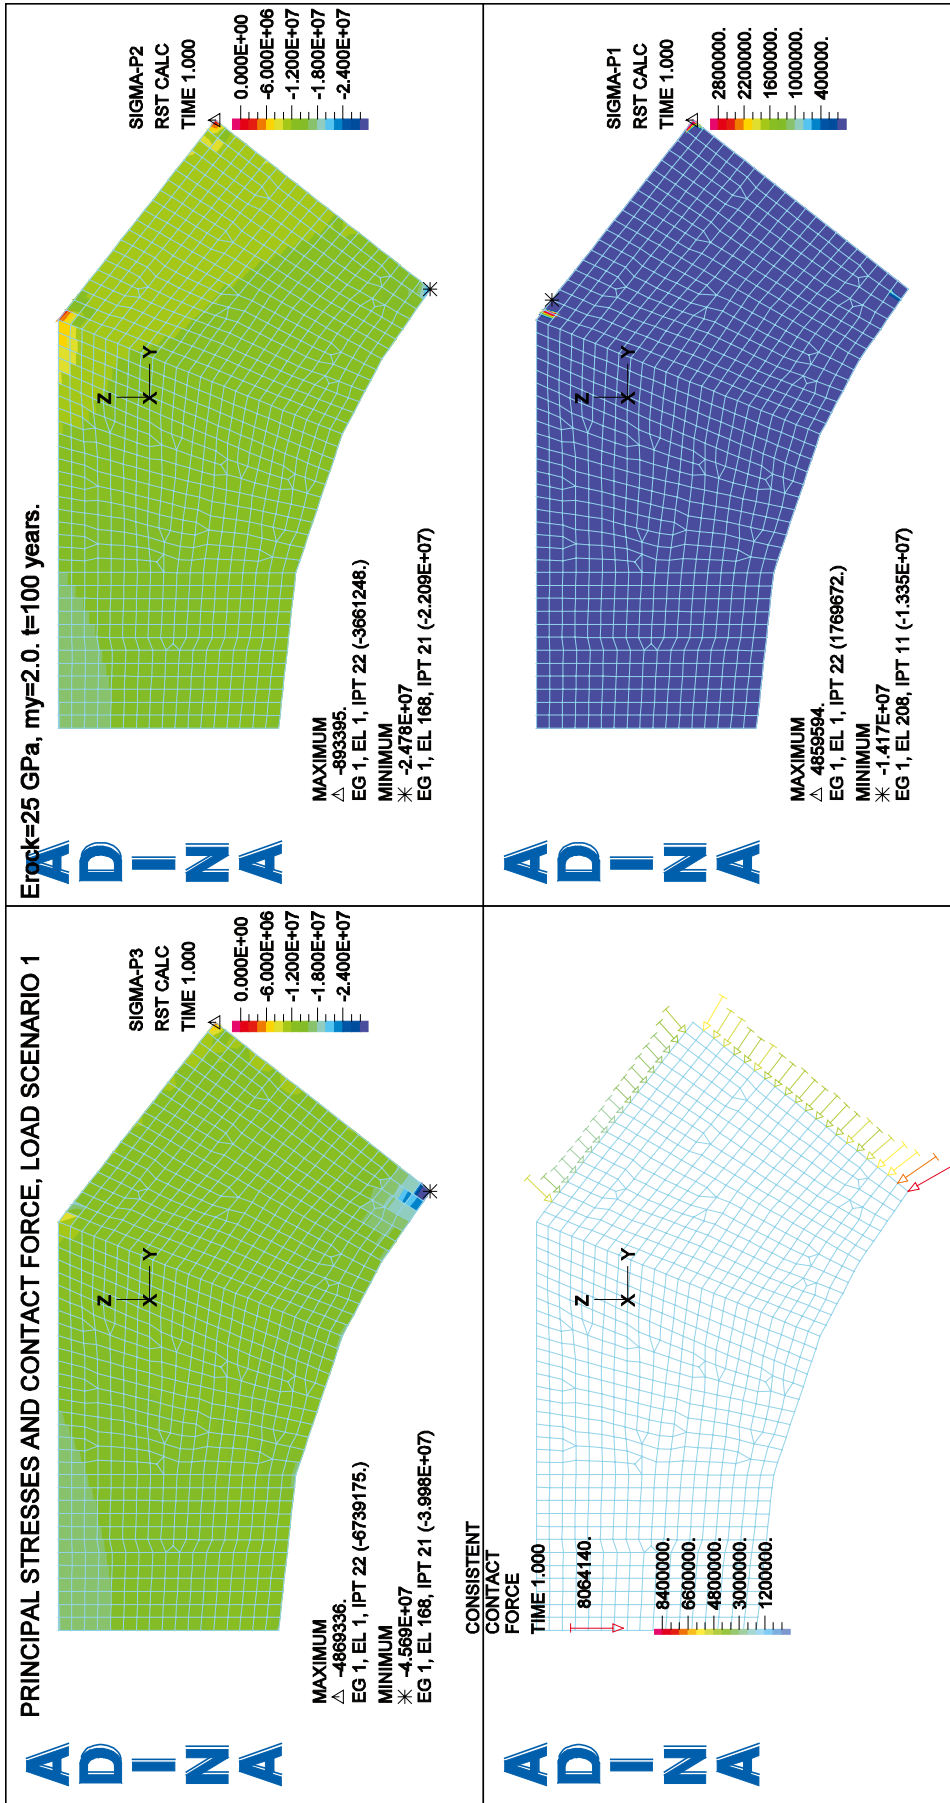 PRINCIPAL STRESSES AND CONTACT FORCE, LOAD SCENARIO 1
Erock=25 GPa, my=2.0. t=100 years.
ADINA
SIGMA-P3
RST CALC
TIME 1.000
0.000E+00
-6.000E+06
-1.200E+07
-1.800E+07
-2.400E+07
Z
X
Y
MAXIMUM
△ -4869336.
EG 1, EL 1, IPT 22 (-6739175.)
MINIMUM
✳ -4.569E+07
EG 1, EL 168, IPT 21 (-3.998E+07)
ADINA
SIGMA-P2
RST CALC
TIME 1.000
0.000E+00
-6.000E+06
-1.200E+07
-1.800E+07
-2.400E+07
Z
X
Y
MAXIMUM
△ -893395.
EG 1, EL 1, IPT 22 (-3661248.)
MINIMUM
✳ -2.478E+07
EG 1, EL 168, IPT 21 (-2.209E+07)
ADINA
CONSISTENT
CONTACT
FORCE
TIME 1.000
8064140.
8400000.
6600000.
4800000.
3000000.
1200000.
Z
X
Y
ADINA
SIGMA-P1
RST CALC
TIME 1.000
2800000.
2200000.
1600000.
1000000.
400000.
Z
X
Y
MAXIMUM
△ 4859594.
EG 1, EL 1, IPT 22 (1769672.)
MINIMUM
✳ -1.417E+07
EG 1, EL 208, IPT 11 (-1.335E+07)